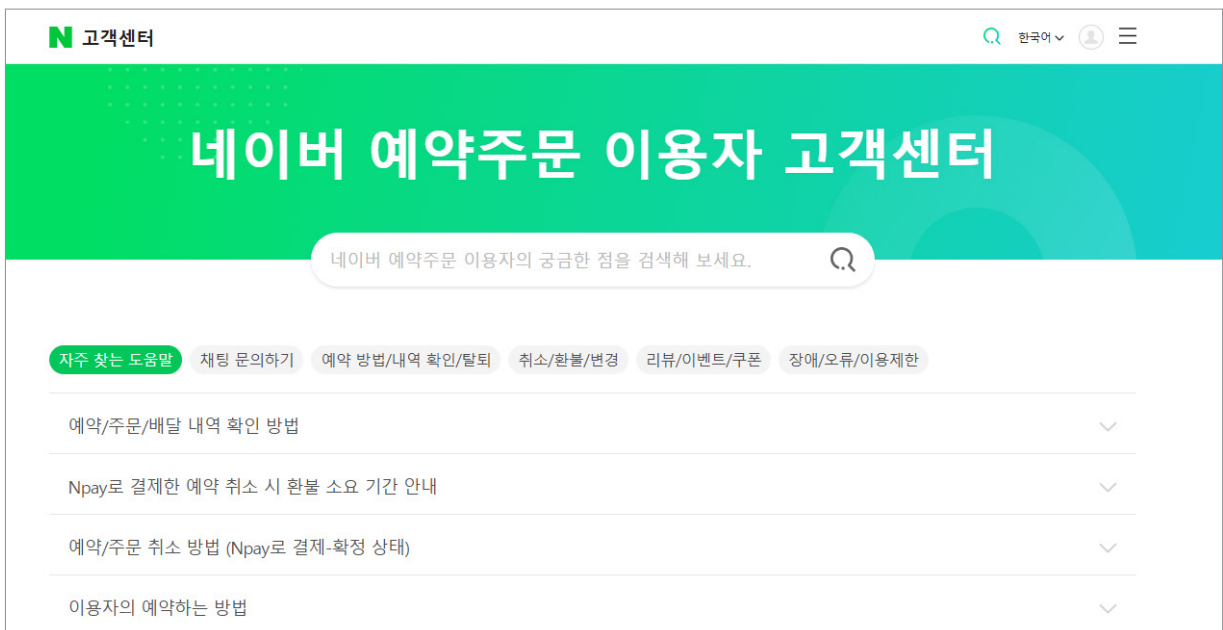 N 고객센터
한국어
네이버 예약주문 이용자 고객센터
네이버 예약주문 이용자의 궁금한 점을 검색해 보세요.
자주 찾는 도움말 채팅 문의하기 예약 방법/내역 확인/탈퇴 취소/환불/변경 리뷰/이벤트/쿠폰 장애/오류/이용제한
예약/주문/배달 내역 확인 방법
Npay로 결제한 예약 취소 시 환불 소요 기간 안내
예약/주문 취소 방법 (Npay로 결제-확정 상태)
이용자의 예약하는 방법